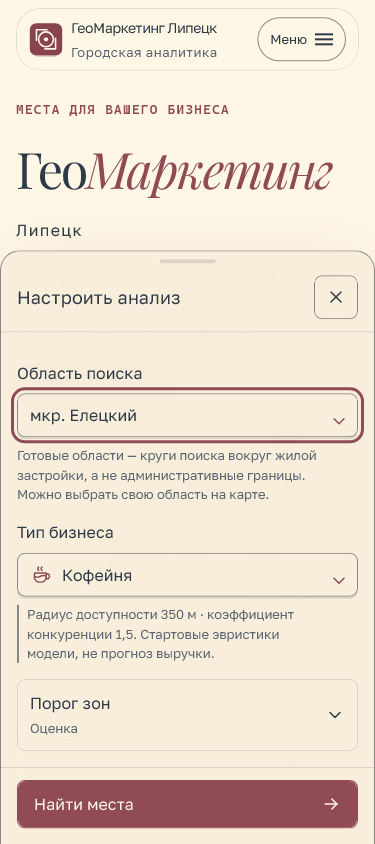 ГеоМаркетинг Липецк
Городская аналитика
Меню
МЕСТА ДЛЯ ВАШЕГО БИЗНЕСА
ГеоМаркетинг
Липецк
Настроить анализ
Область поиска
мкр. Елецкий
Готовые области — круги поиска вокруг жилой
застройки, а не административные границы.
Можно выбрать свою область на карте.
Тип бизнеса
Кофейня
Радиус доступности 350 м · коэффициент
конкуренции 1,5. Стартовые эвристики
модели, не прогноз выручки.
Порог зон
Оценка
Найти места